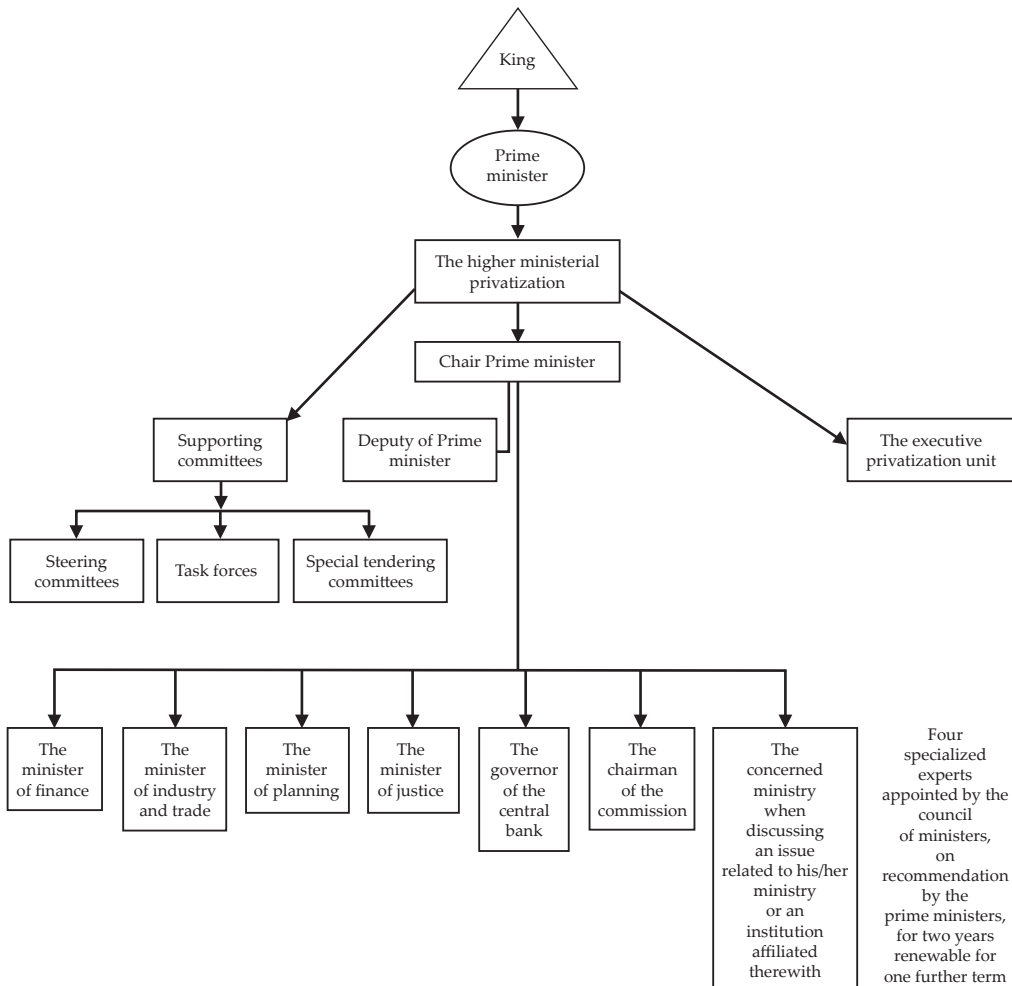 King
Prime
minister
The higher ministerial
privatization
Chair Prime minister
Supporting
committees
Deputy of Prime
minister
The executive
privatization unit
Steering
committees
Task forces
Special tendering
committees
The
minister
of finance
The
minister
of industry
and trade
The
minister
of planning
The
minister
of justice
The
governor
of the
central
bank
The
chairman
of the
commission
The
concerned
ministry
when
discussing
an issue
related to his/her
ministry
or an
institution
affiliated
therewith
Four
specialized
experts
appointed by the
council
of ministers,
on
recommendation
by the
prime ministers,
for two years
renewable for
one further term